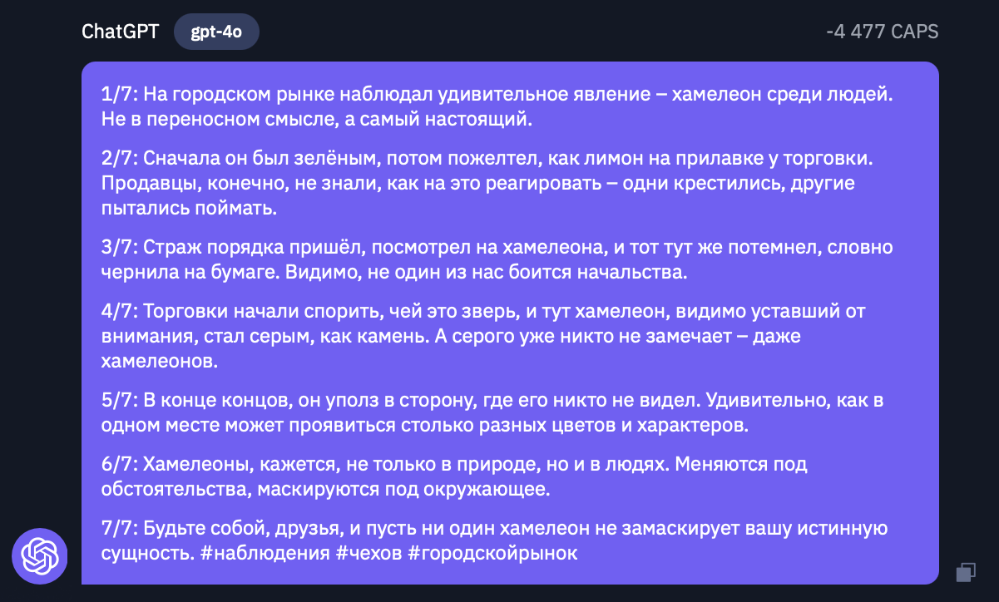 ChatGPT gpt-4o -4 477 CAPS
1/7: На городском рынке наблюдал удивительное явление – хамелеон среди людей.
Не в переносном смысле, а самый настоящий.
2/7: Сначала он был зелёным, потом пожелтел, как лимон на прилавке у торговки.
Продавцы, конечно, не знали, как на это реагировать – одни крестились, другие
пытались поймать.
3/7: Страж порядка пришёл, посмотрел на хамелеона, и тот тут же потемнел, словно
чернила на бумаге. Видимо, не один из нас боится начальства.
4/7: Торговки начали спорить, чей это зверь, и тут хамелеон, видимо уставший от
внимания, стал серым, как камень. А серого уже никто не замечает – даже
хамелеонов.
5/7: В конце концов, он уполз в сторону, где его никто не видел. Удивительно, как в
одном месте может проявиться столько разных цветов и характеров.
6/7: Хамелеоны, кажется, не только в природе, но и в людях. Меняются под
обстоятельства, маскируются под окружающее.
7/7: Будьте собой, друзья, и пусть ни один хамелеон не замаскирует вашу истинную
сущность. #наблюдения #чехов #городскойрынок